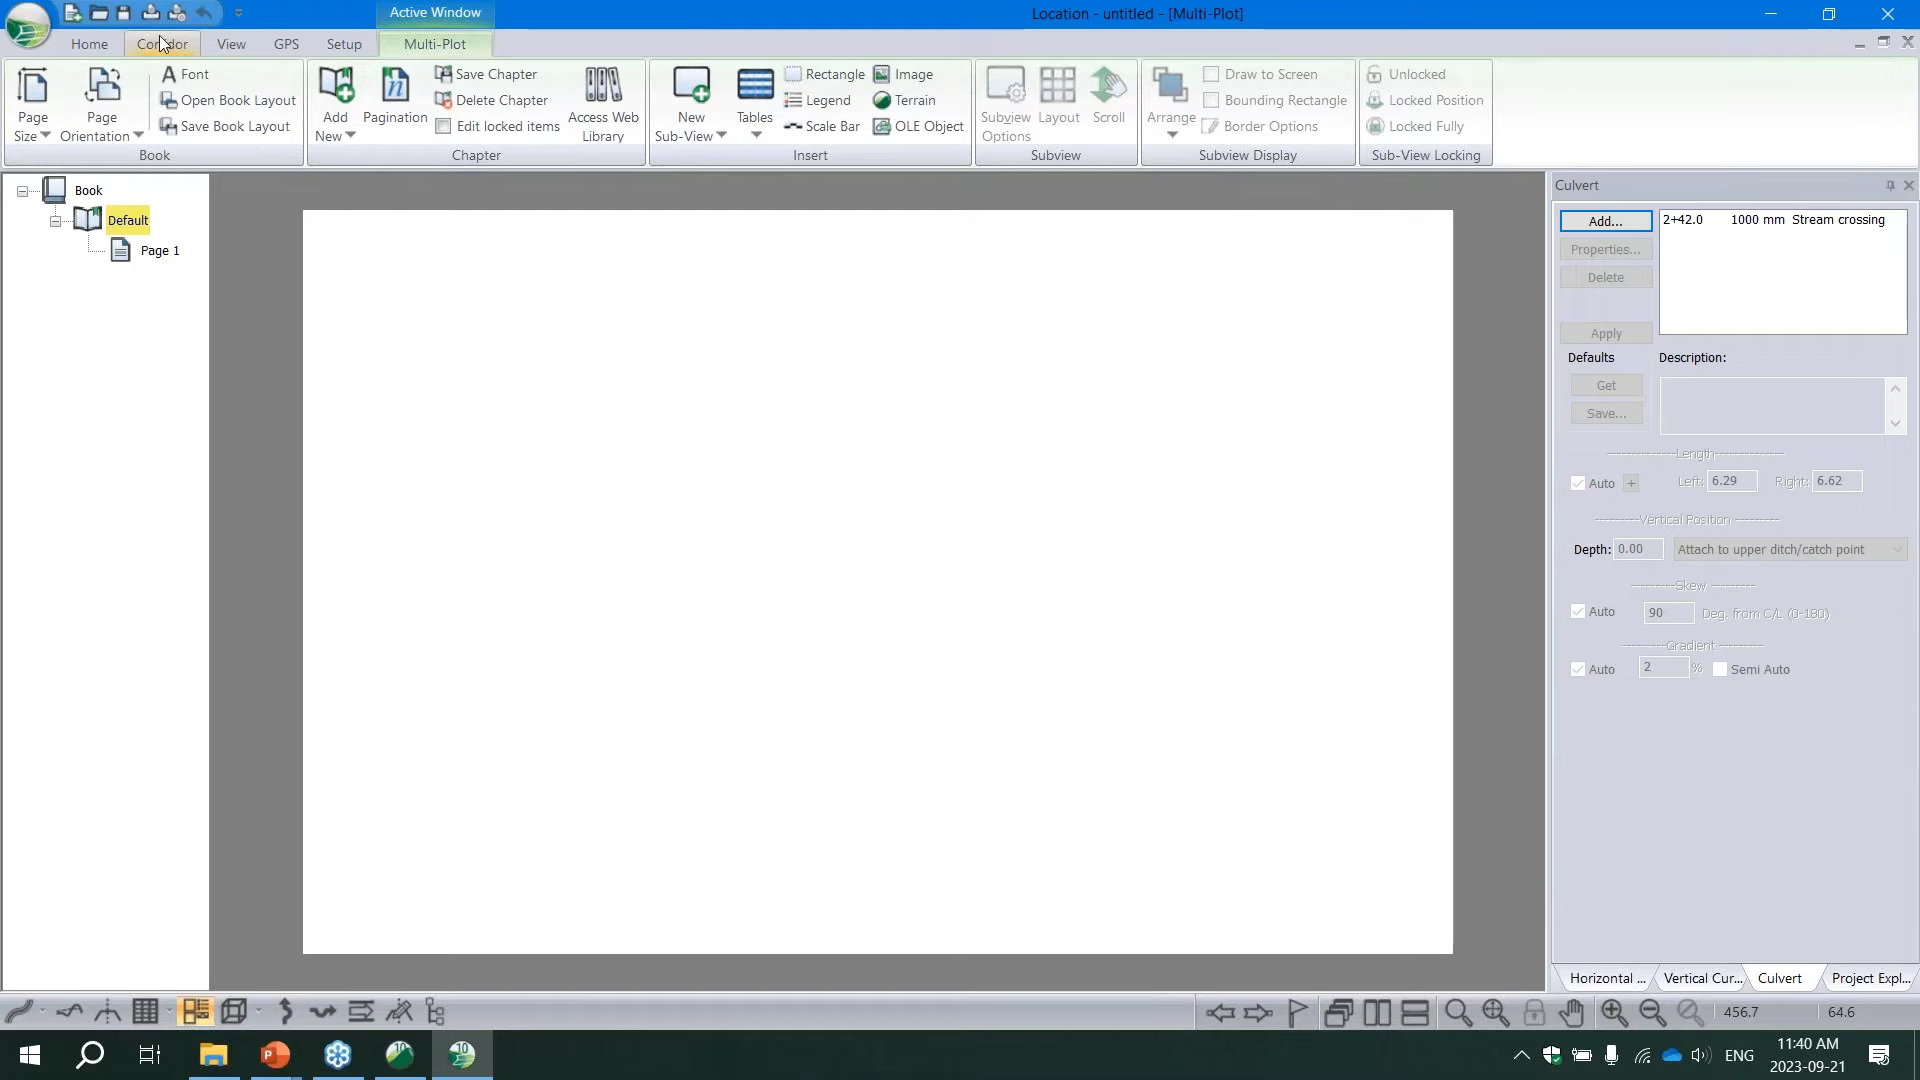 Active Window
Location - untitled - [Multi-Plot]
Home
Corridor
View
GPS
Setup
Multi-Plot
Page Size
Page Orientation
Font
Open Book Layout
Save Book Layout
Book
Add New
Pagination
Save Chapter
Delete Chapter
Edit locked items
Access Web Library
Chapter
New Sub-View
Tables
Rectangle
Legend
Scale Bar
Image
Terrain
OLE Object
Insert
Subview Options
Layout
Scroll
Subview
Arrange
Draw to Screen
Bounding Rectangle
Border Options
Subview Display
Unlocked
Locked Position
Locked Fully
Sub-View Locking
Book
Default
Page 1
Culvert
Add...
2+42.0 1000 mm Stream crossing
Properties...
Delete
Apply
Defaults
Description:
Get
Save...
Length
Auto + Left: 6.29 Right: 6.62
Vertical Position
Depth: 0.00 Attach to upper ditch/catch point
Skew
Auto 90 Deg. from C/L (0-180)
Gradient
Auto 2 % Semi Auto
Horizontal ...
Vertical Cur...
Culvert
Project Expl...
456.7
64.6
10
10
ENG
11:40 AM
2023-09-21